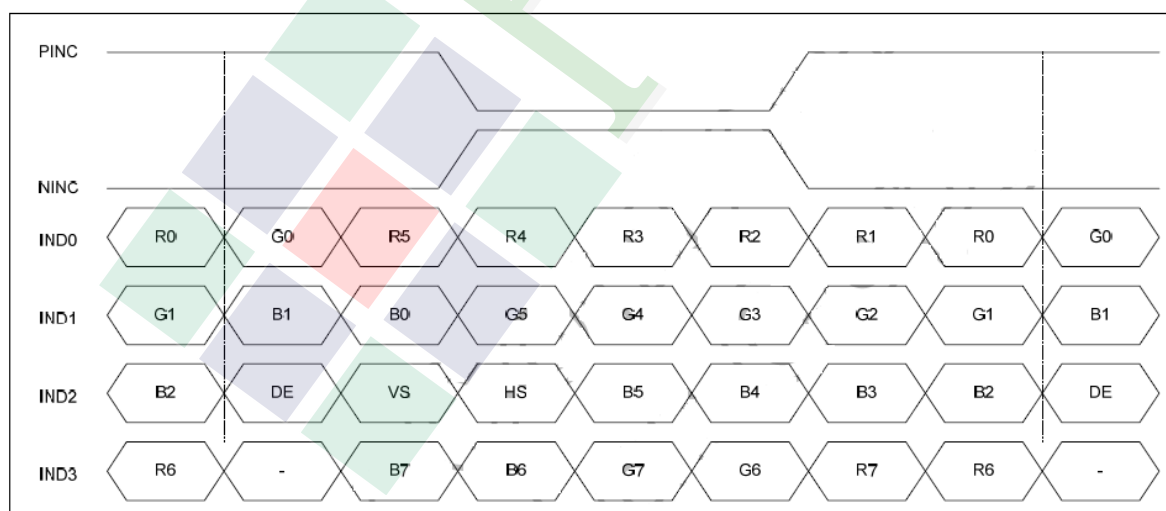 PINC
NINC
IND0 R0 G0 R5 R4 R3 R2 R1 R0 G0
IND1 G1 B1 B0 G5 G4 G3 G2 G1 B1
IND2 B2 DE VS HS B5 B4 B3 B2 DE
IND3 R6 - B7 B6 G7 G6 R7 R6 -